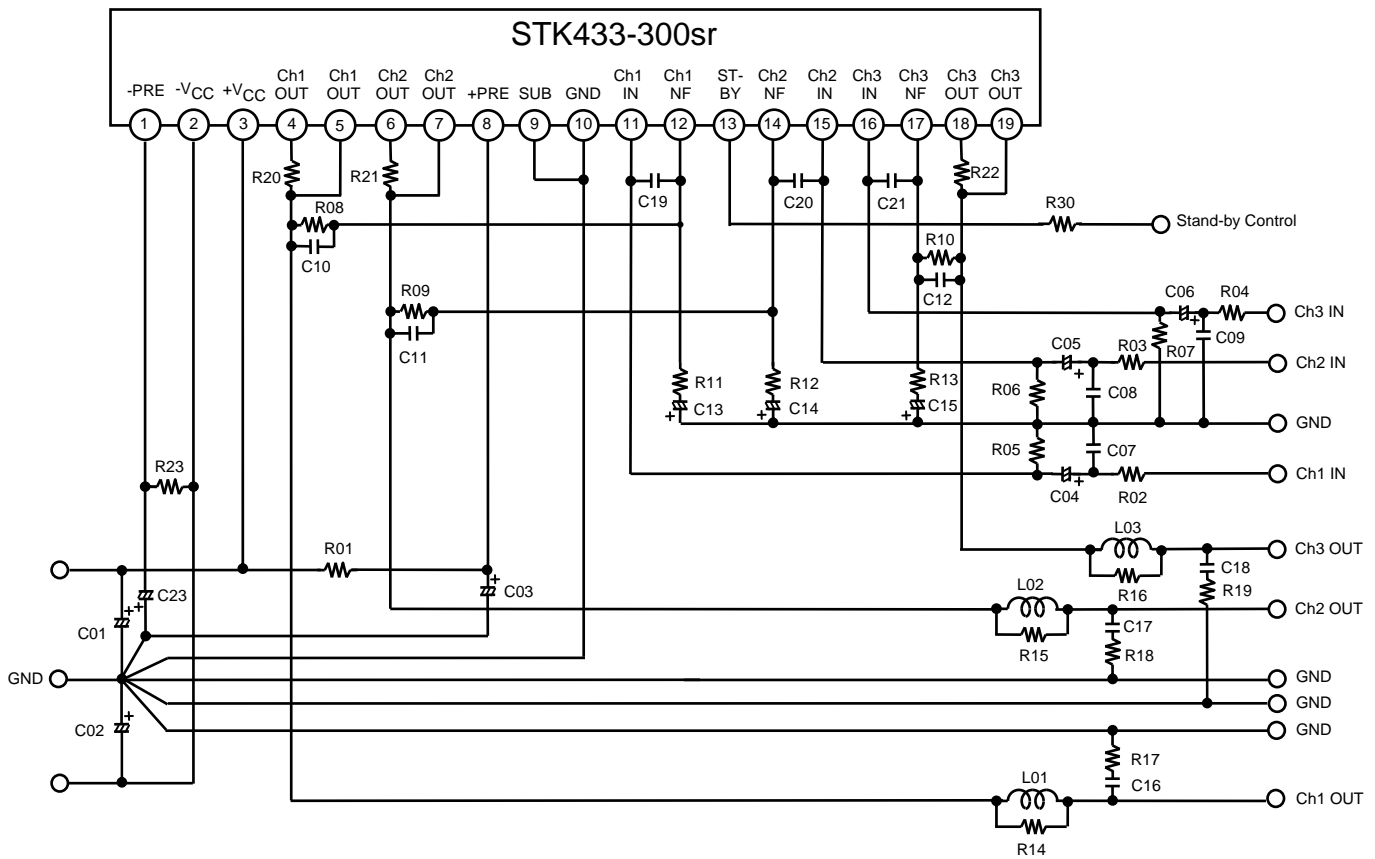 STK433-300sr
-PRE
-VCC
+VCC
Ch1 OUT
Ch1 OUT
Ch2 OUT
Ch2 OUT
+PRE
SUB
GND
Ch1 IN
Ch1 NF
ST-BY
Ch2 NF
Ch2 IN
Ch3 IN
Ch3 NF
Ch3 OUT
Ch3 OUT
1 2 3 4 5 6 7 8 9 10 11 12 13 14 15 16 17 18 19
R20
R21
C19
C20
C21
R22
R08
R30
Stand-by Control
C10
R10
C12
R09
C11
C06
R04
Ch3 IN
R07
C09
C05
R03
Ch2 IN
R11
R12
R13
R06
C08
+ C13
+ C14
+ C15
+
+
GND
R05
C07
R23
C04
+
R02
Ch1 IN
L03
Ch3 OUT
R01
C18
R16
R19
+
C03
C23
+
+
C01
L02
Ch2 OUT
C17
R15
R18
GND
GND
GND
+
C02
GND
R17
L01
C16
Ch1 OUT
R14